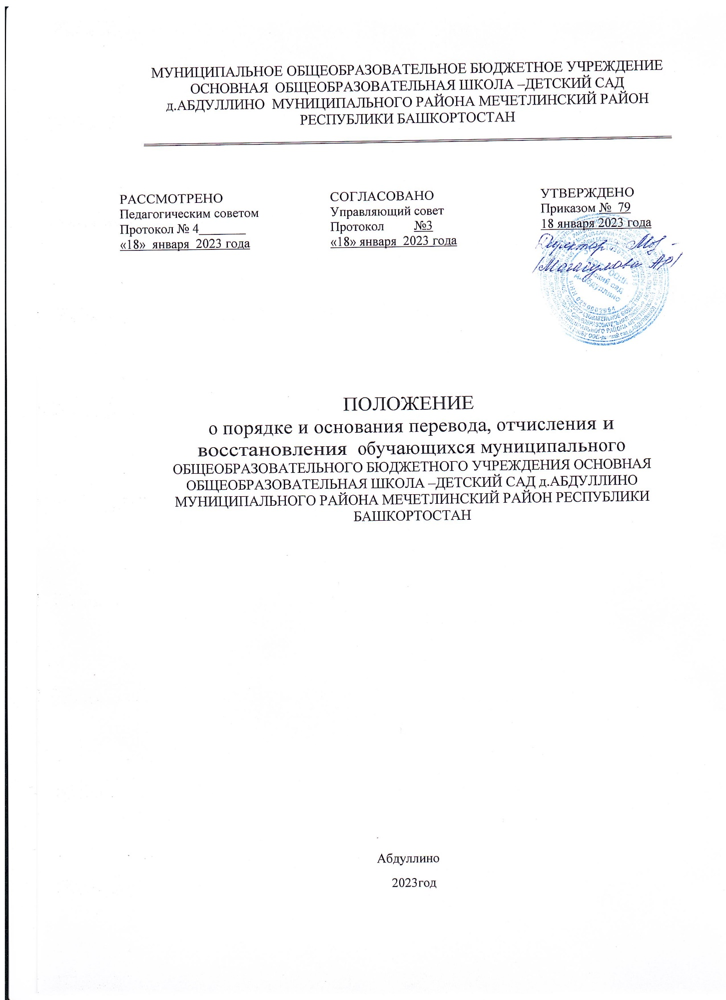 МУНИЦИПАЛЬНОЕ ОБЩЕОБРАЗОВАТЕЛЬНОЕ БЮДЖЕТНОЕ УЧРЕЖДЕНИЕ
ОСНОВНАЯ ОБЩЕОБРАЗОВАТЕЛЬНАЯ ШКОЛА –ДЕТСКИЙ САД
д.АБДУЛЛИНО МУНИЦИПАЛЬНОГО РАЙОНА МЕЧЕТЛИНСКИЙ РАЙОН
РЕСПУБЛИКИ БАШКОРТОСТАН
РАССМОТРЕНО
Педагогическим советом
Протокол № 4_______
«18» января 2023 года
СОГЛАСОВАНО
Управляющий совет
Протокол №3
«18» января 2023 года
УТВЕРЖДЕНО
Приказом № 79
18 января 2023 года
Директор
д.Абдуллино
ПОЛОЖЕНИЕ
о порядке и основания перевода, отчисления и
восстановления обучающихся муниципального
ОБЩЕОБРАЗОВАТЕЛЬНОГО БЮДЖЕТНОГО УЧРЕЖДЕНИЯ ОСНОВНАЯ
ОБЩЕОБРАЗОВАТЕЛЬНАЯ ШКОЛА –ДЕТСКИЙ САД д.АБДУЛЛИНО
МУНИЦИПАЛЬНОГО РАЙОНА МЕЧЕТЛИНСКИЙ РАЙОН РЕСПУБЛИКИ
БАШКОРТОСТАН
Абдуллино
2023год